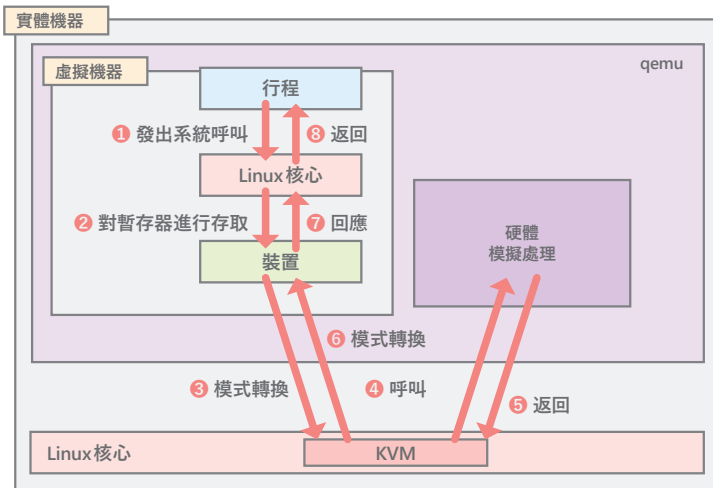 實體機器
qemu
虛擬機器
行程
❶ 發出系統呼叫
❽ 返回
Linux核心
❷ 對暫存器進行存取
❼ 回應
硬體
模擬處理
裝置
❻ 模式轉換
❸ 模式轉換
❹ 呼叫
❺ 返回
Linux核心
KVM